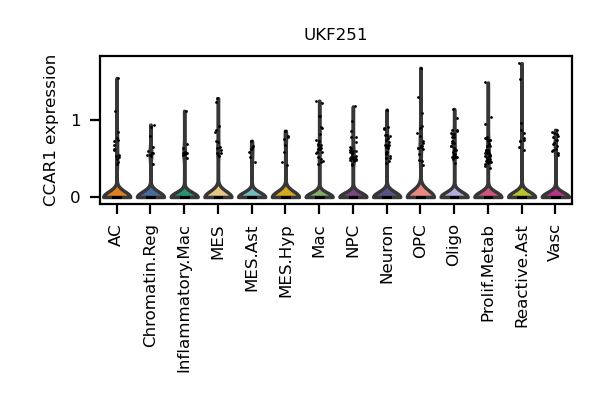 UKF251
CCAR1 expression
1
0
AC
Chromatin.Reg
Inflammatory.Mac
MES
MES.Ast
MES.Hyp
Mac
NPC
Neuron
OPC
Oligo
Prolif.Metab
Reactive.Ast
Vasc